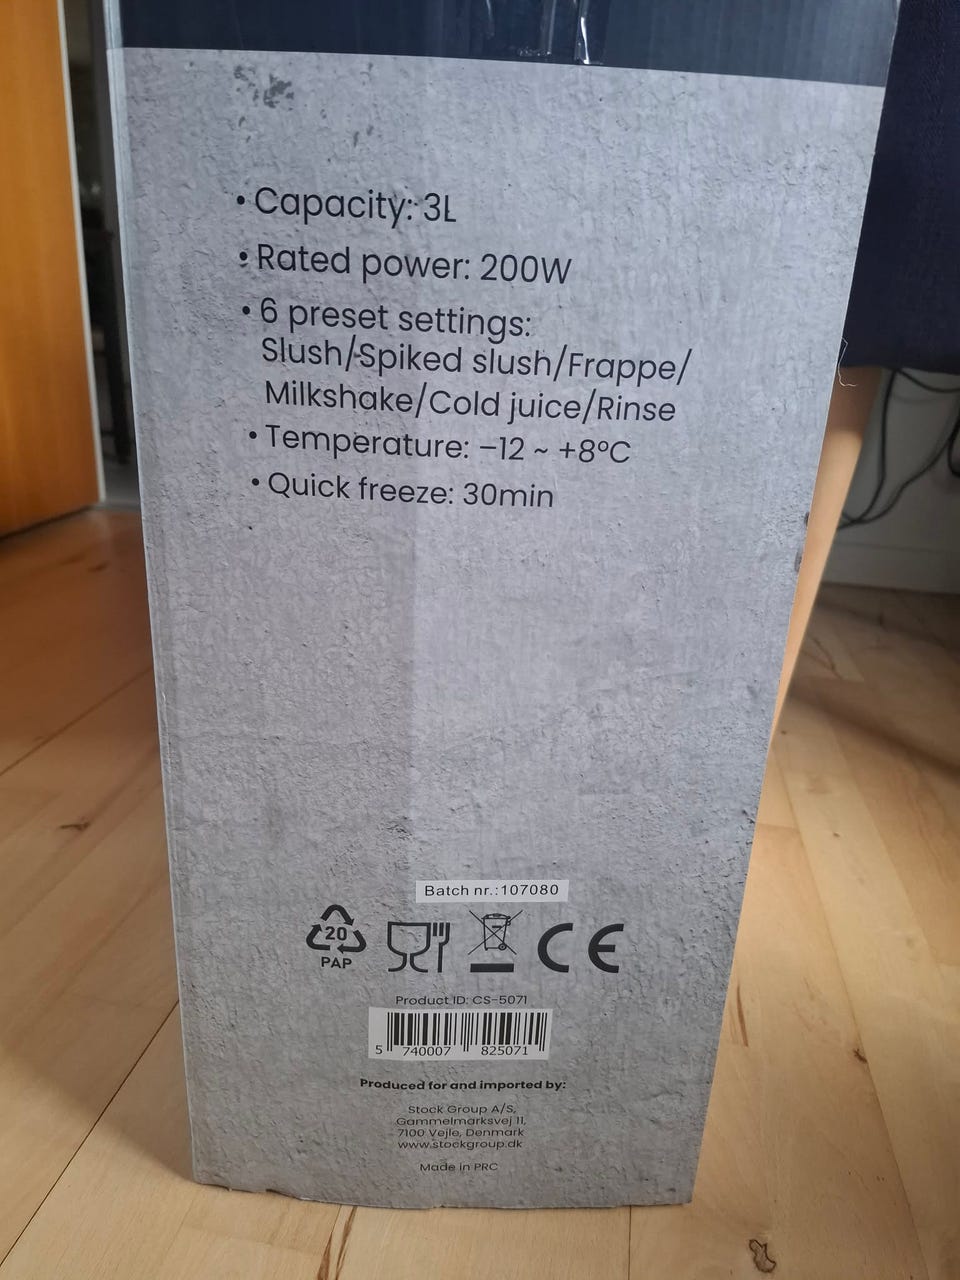 • Capacity: 3L
• Rated power: 200W
• 6 preset settings:
Slush/Spiked slush/Frappe/
Milkshake/Cold juice/Rinse
• Temperature: –12 ~ +8°C
• Quick freeze: 30min
Batch nr.:107080
20
PAP
CE
Product ID: CS-5071
5 740007 825071
Produced for and imported by:
Stock Group A/S,
Gammelmarksvej 11,
7100 Vejle, Denmark
www.stockgroup.dk
Made in PRC